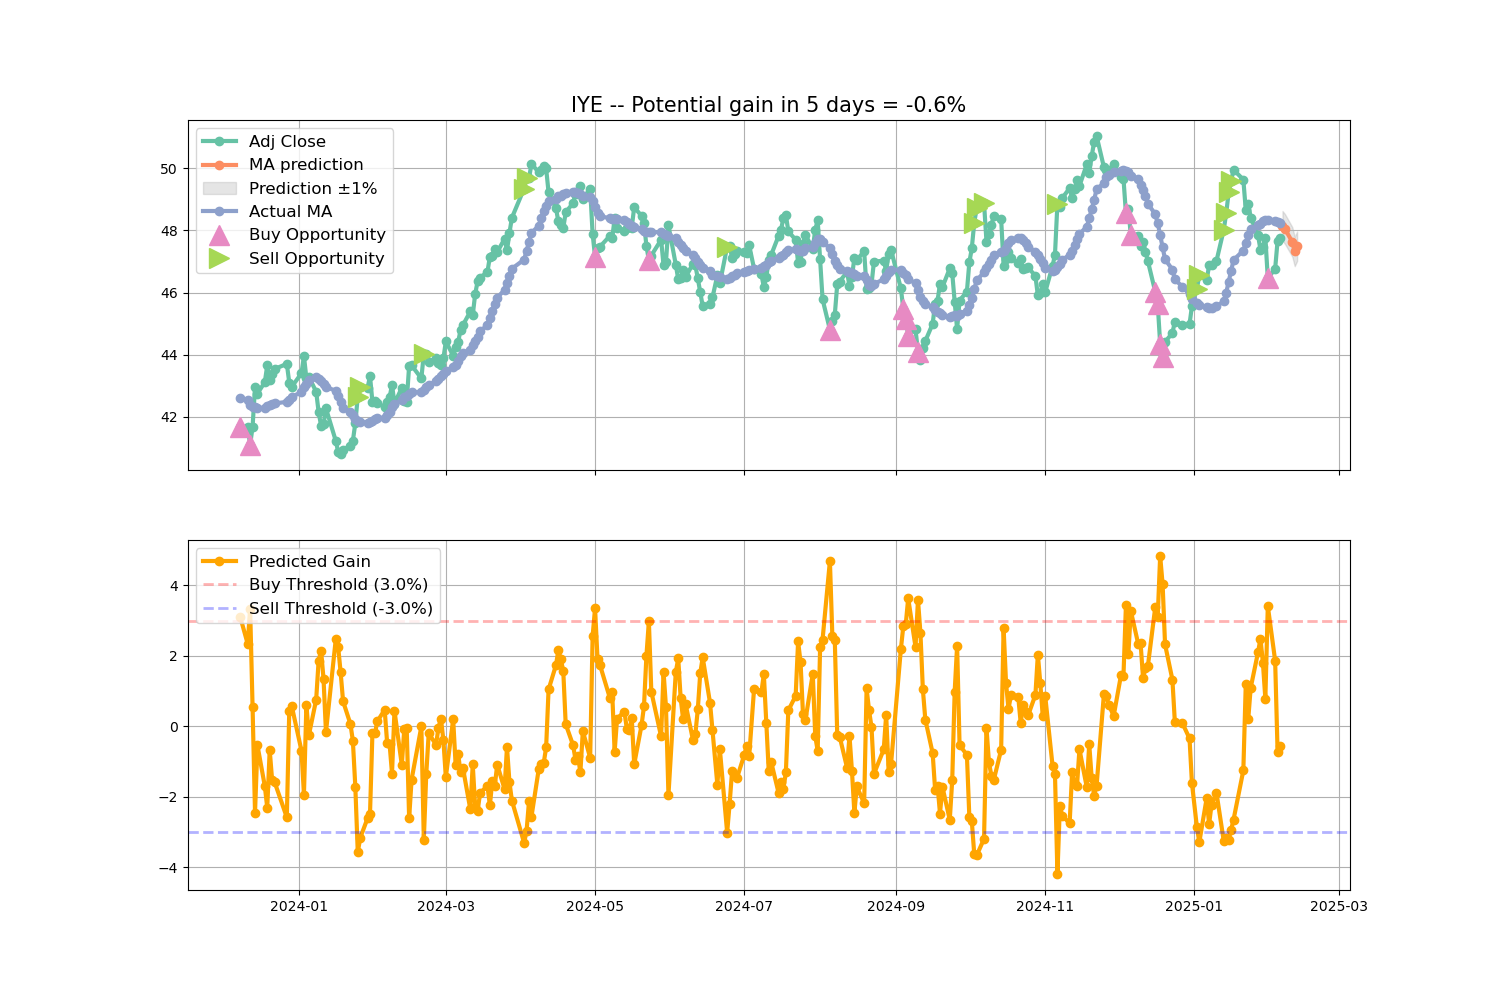 IYE -- Potential gain in 5 days = -0.6%
Adj Close
MA prediction
Prediction ±1%
Actual MA
Buy Opportunity
Sell Opportunity
50
48
46
44
42
Predicted Gain
Buy Threshold (3.0%)
Sell Threshold (-3.0%)
4
2
0
−2
−4
2024-01 2024-03 2024-05 2024-07 2024-09 2024-11 2025-01 2025-03